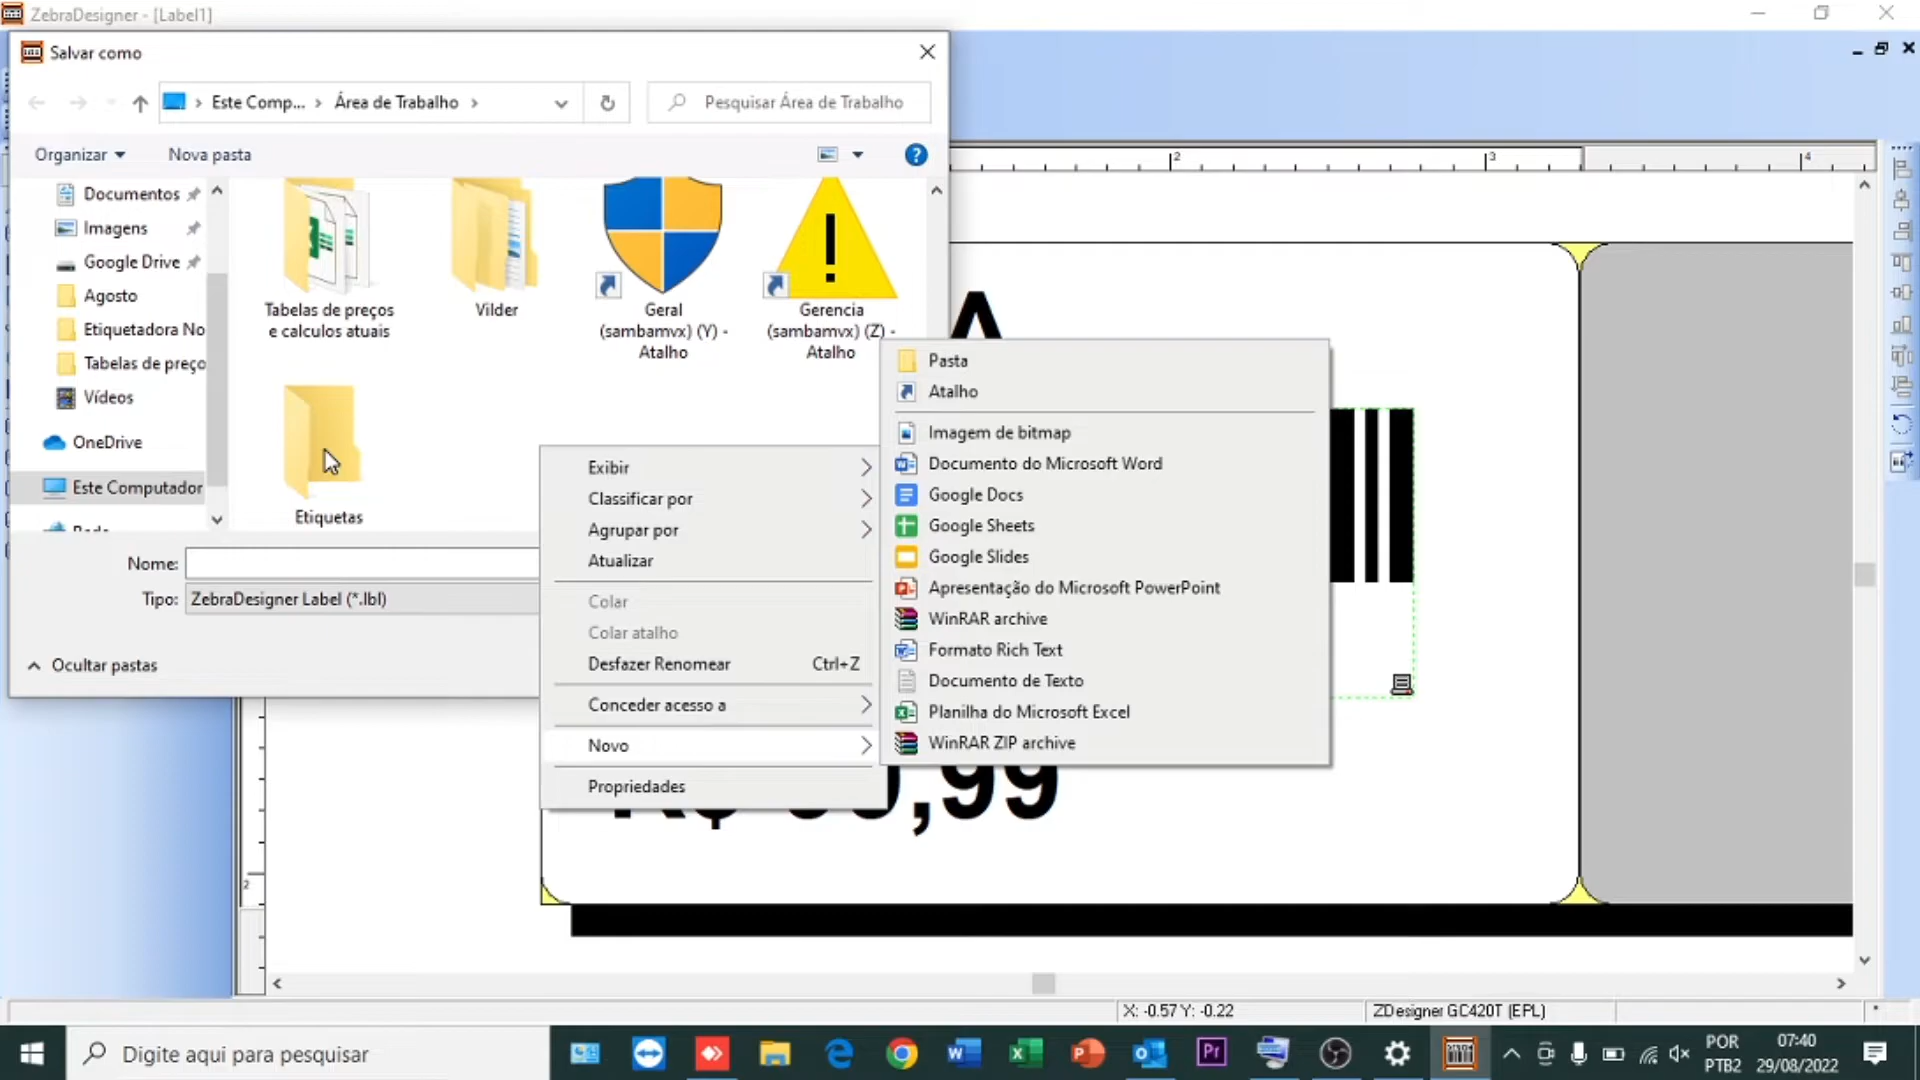 ZebraDesigner - [Label1]
Salvar como
Este Comp... > Área de Trabalho >
Pesquisar Área de Trabalho
Organizar
Nova pasta
Documentos
Imagens
Google Drive
Agosto
Etiquetadora No
Tabelas de preço
Vídeos
OneDrive
Este Computador
Tabelas de preços
e calculos atuais
Vilder
Geral
(sambamvx) (Y) -
Atalho
Gerencia
(sambamvx) (Z) -
Atalho
Etiquetas
Nome:
Tipo: ZebraDesigner Label (*.lbl)
Ocultar pastas
Exibir
Classificar por
Agrupar por
Atualizar
Colar
Colar atalho
Desfazer Renomear Ctrl+Z
Conceder acesso a
Novo
Propriedades
Pasta
Atalho
Imagem de bitmap
Documento do Microsoft Word
Google Docs
Google Sheets
Google Slides
Apresentação do Microsoft PowerPoint
WinRAR archive
Formato Rich Text
Documento de Texto
Planilha do Microsoft Excel
WinRAR ZIP archive
2 3 4
A
2
,99
X: -0.57 Y: -0.22
ZDesigner GC420T (EPL)
Digite aqui para pesquisar
POR
PTB2
07:40
29/08/2022